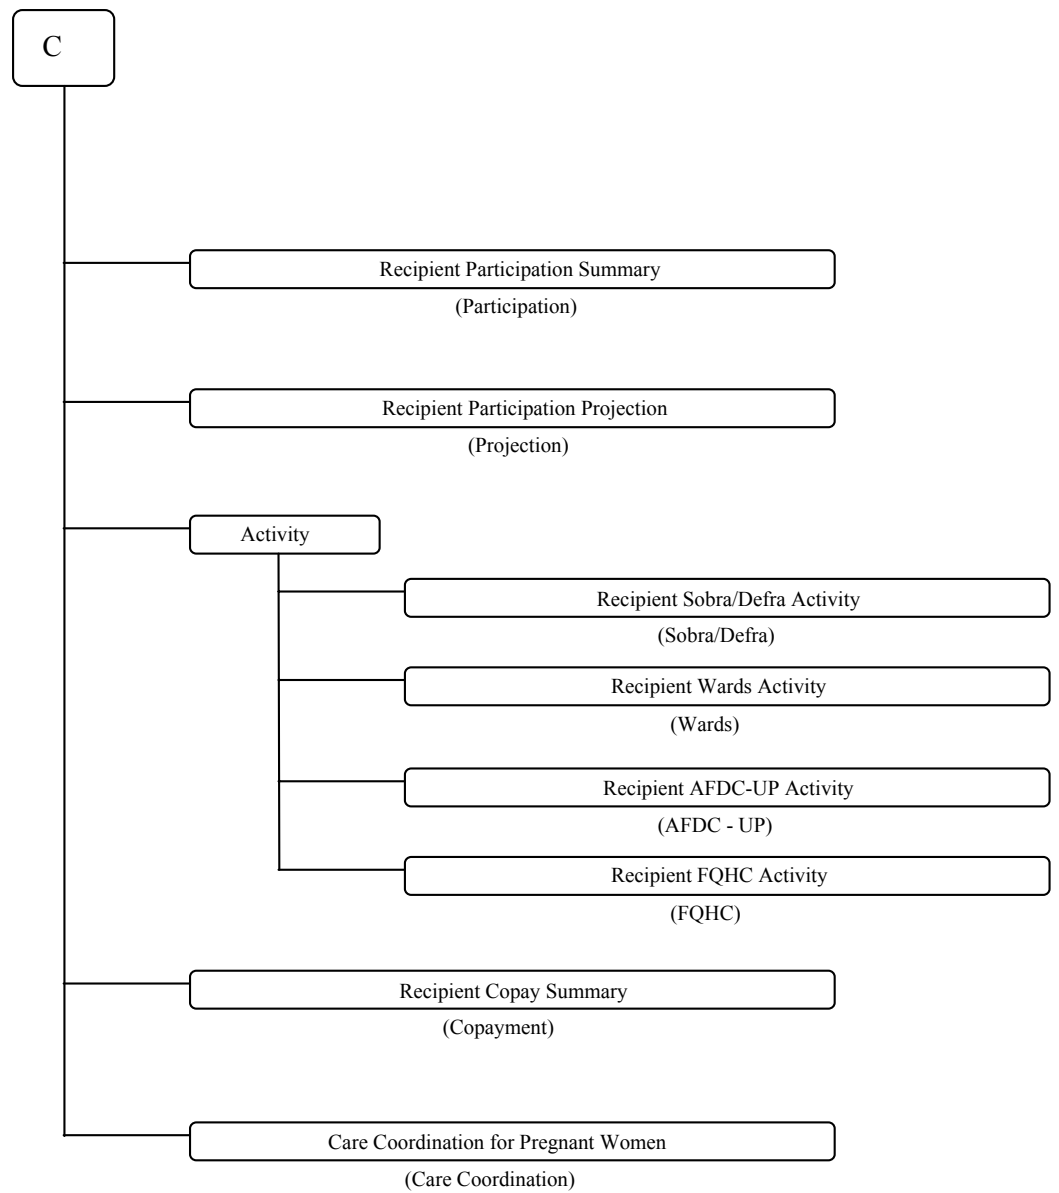 C
Recipient Participation Summary
(Participation)
Recipient Participation Projection
(Projection)
Activity
Recipient Sobra/Defra Activity
(Sobra/Defra)
Recipient Wards Activity
(Wards)
Recipient AFDC-UP Activity
(AFDC - UP)
Recipient FQHC Activity
(FQHC)
Recipient Copay Summary
(Copayment)
Care Coordination for Pregnant Women
(Care Coordination)